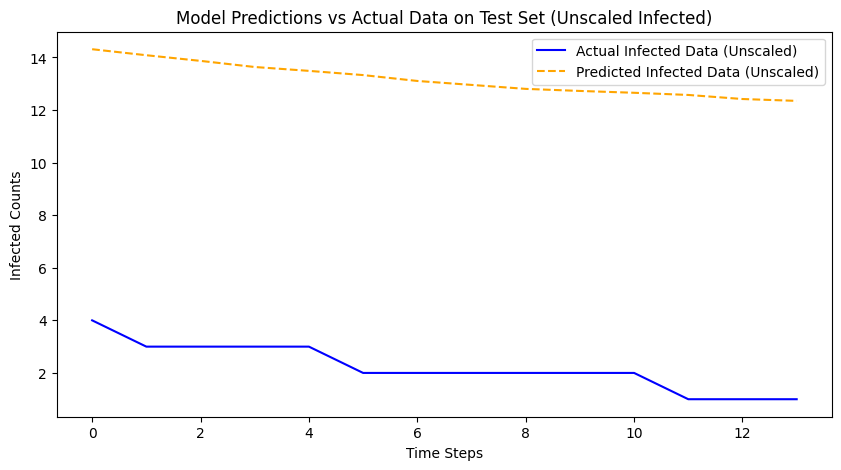 Model Predictions vs Actual Data on Test Set (Unscaled Infected)
Actual Infected Data (Unscaled)
Predicted Infected Data (Unscaled)
Infected Counts
14
12
10
8
6
4
2
0 2 4 6 8 10 12
Time Steps